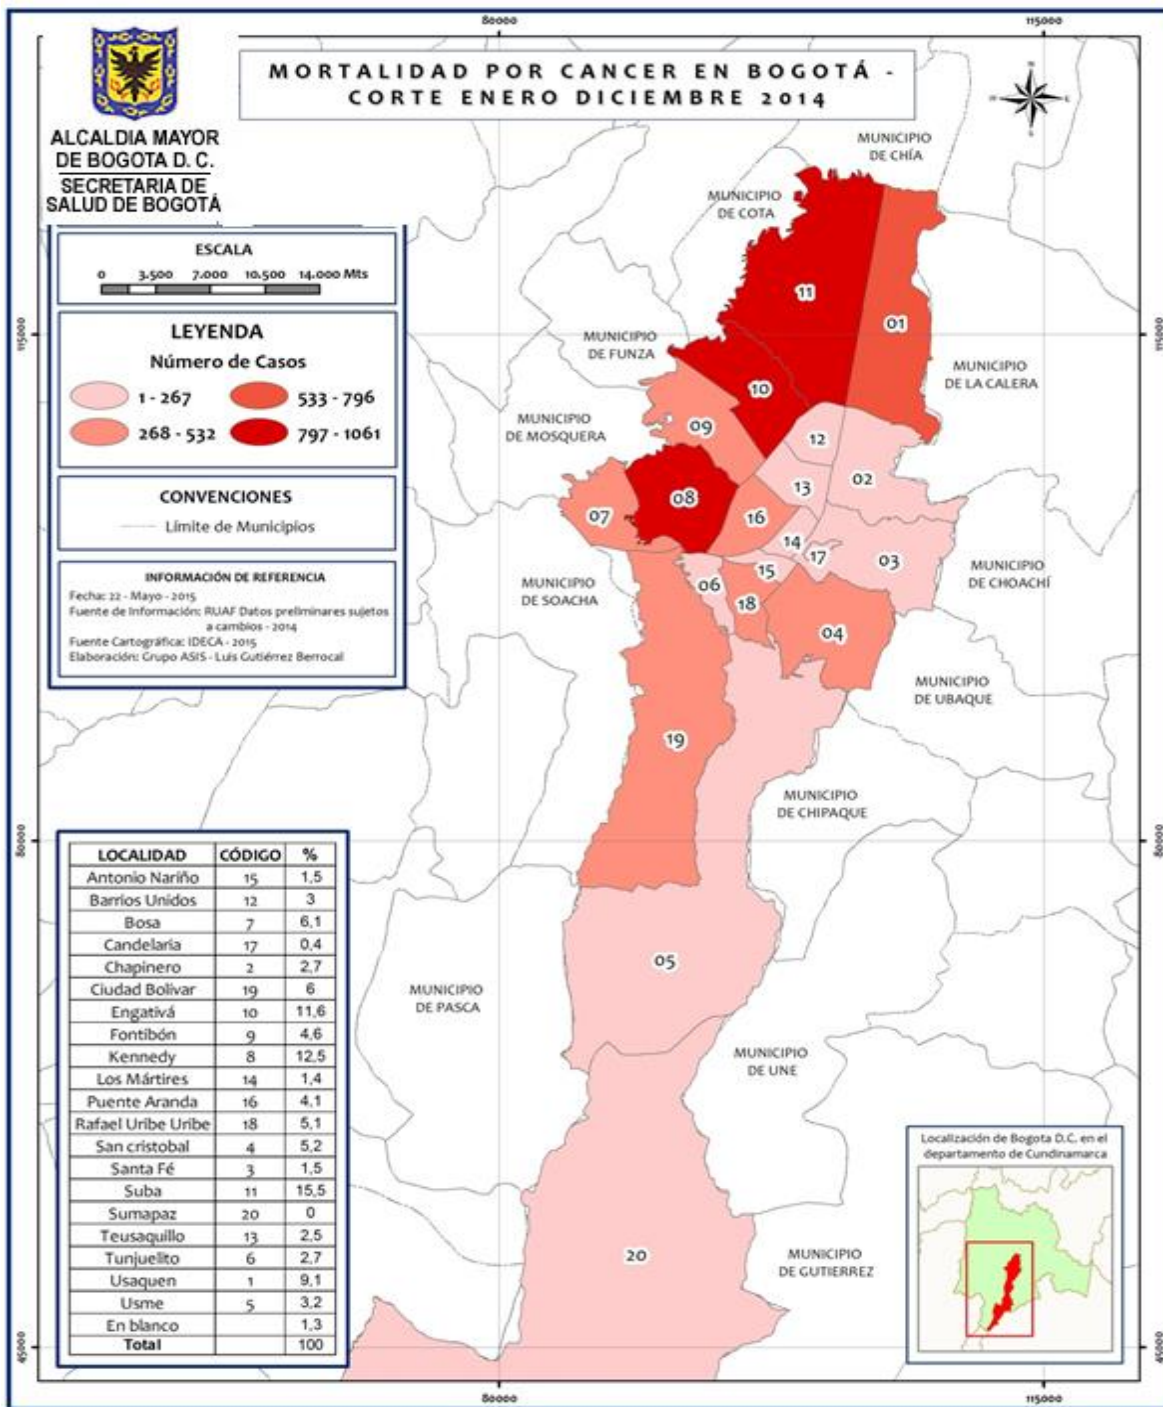 80000 115000
ALCALDIA MAYOR
DE BOGOTA D. C.
SECRETARIA DE
SALUD DE BOGOTÁ
MORTALIDAD POR CANCER EN BOGOTÁ -
CORTE ENERO DICIEMBRE 2014
N
E
S
ESCALA
0 3.500 7.000 10.500 14.000 Mts
LEYENDA
Número de Casos
1 - 267 533 - 796
268 - 532 797 - 1061
CONVENCIONES
Límite de Municipios
INFORMACIÓN DE REFERENCIA
Fecha: 22 - Mayo - 2015
Fuente de Información: RUAF Datos preliminares sujetos
a cambios - 2014
Fuente Cartográfica: IDECA - 2015
Elaboración: Grupo ASIS - Luis Gutiérrez Berrocal
MUNICIPIO
DE CHÍA
MUNICIPIO
DE COTA
11
01
115000 115000
MUNICIPIO
DE FUNZA
MUNICIPIO
DE LA CALERA
10
MUNICIPIO
DE MOSQUERA
09
12
02
13
08
07
16
14
17
03
15
06
18
MUNICIPIO
DE CHOACHÍ
MUNICIPIO
DE SOACHA
04
MUNICIPIO
DE UBAQUE
19
MUNICIPIO
DE CHIPAQUE
80000 80000
05
MUNICIPIO
DE PASCA
MUNICIPIO
DE UNE
20
MUNICIPIO
DE GUTIERREZ
LOCALIDAD CÓDIGO %
Antonio Nariño 15 1,5
Barrios Unidos 12 3
Bosa 7 6,1
Candelaria 17 0,4
Chapinero 2 2,7
Ciudad Bolivar 19 6
Engativá 10 11,6
Fontibón 9 4,6
Kennedy 8 12,5
Los Mártires 14 1,4
Puente Aranda 16 4,1
Rafael Uribe Uribe 18 5,1
San cristobal 4 5,2
Santa Fé 3 1,5
Suba 11 15,5
Sumapaz 20 0
Teusaquillo 13 2,5
Tunjuelito 6 2,7
Usaquen 1 9,1
Usme 5 3,2
En blanco 1,3
Total 100
Localización de Bogota D.C. en el
departamento de Cundinamarca
45000 45000
80000 115000